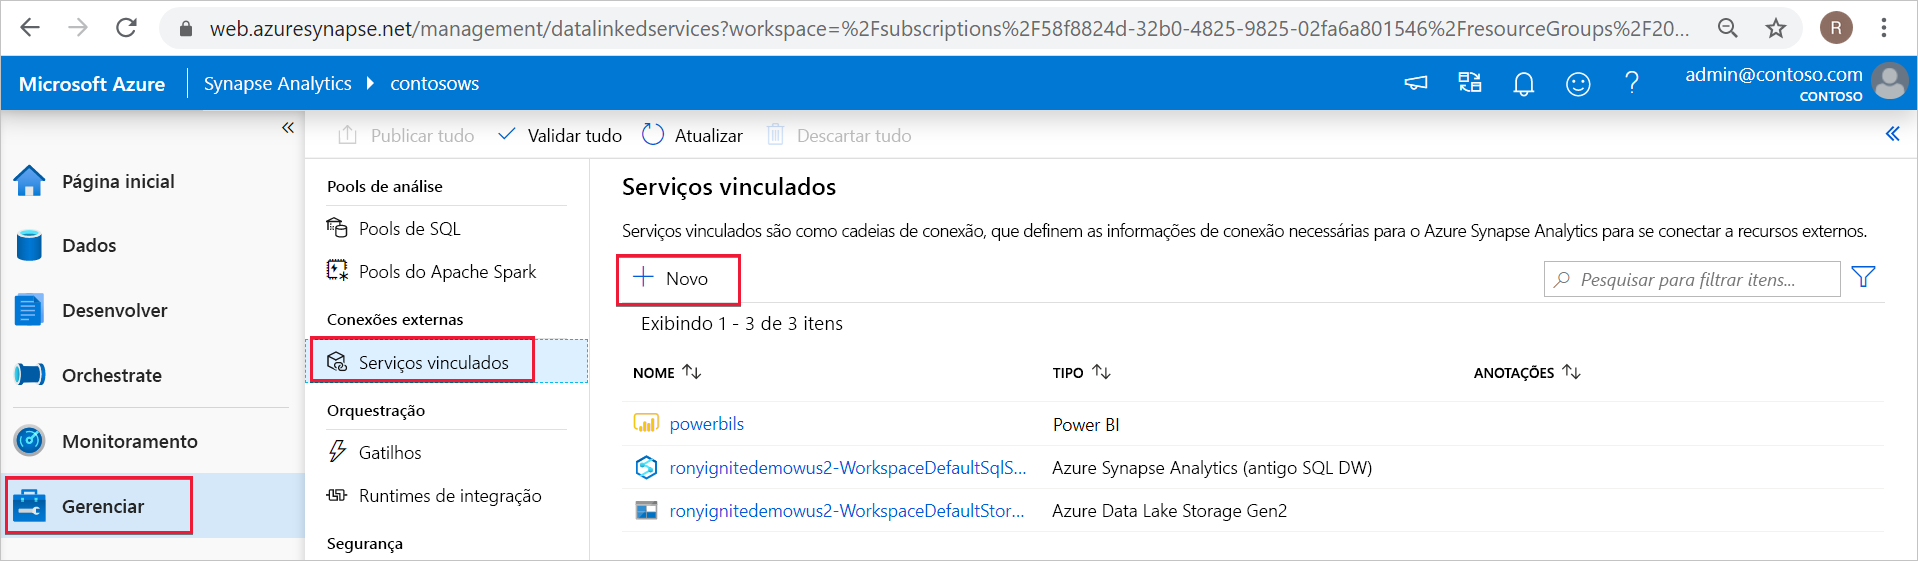 web.azuresynapse.net/management/datalinkedservices?workspace=%2Fsubscriptions%2F58f8824d-32b0-4825-9825-02fa6a801546%2FresourceGroups%2F20...
R
Microsoft Azure
Synapse Analytics
contosows
?
admin@contoso.com
CONTOSO
Publicar tudo
Validar tudo
Atualizar
Descartar tudo
Página inicial
Dados
Desenvolver
Orchestrate
Monitoramento
Gerenciar
Pools de análise
Pools de SQL
Pools do Apache Spark
Conexões externas
Serviços vinculados
Orquestração
Gatilhos
Runtimes de integração
Segurança
Serviços vinculados
Serviços vinculados são como cadeias de conexão, que definem as informações de conexão necessárias para o Azure Synapse Analytics para se conectar a recursos externos.
Novo
Pesquisar para filtrar itens...
Exibindo 1 - 3 de 3 itens
NOME TIPO ANOTAÇÕES
powerbils Power BI
ronyignitedemowus2-WorkspaceDefaultSqlS... Azure Synapse Analytics (antigo SQL DW)
ronyignitedemowus2-WorkspaceDefaultStor... Azure Data Lake Storage Gen2